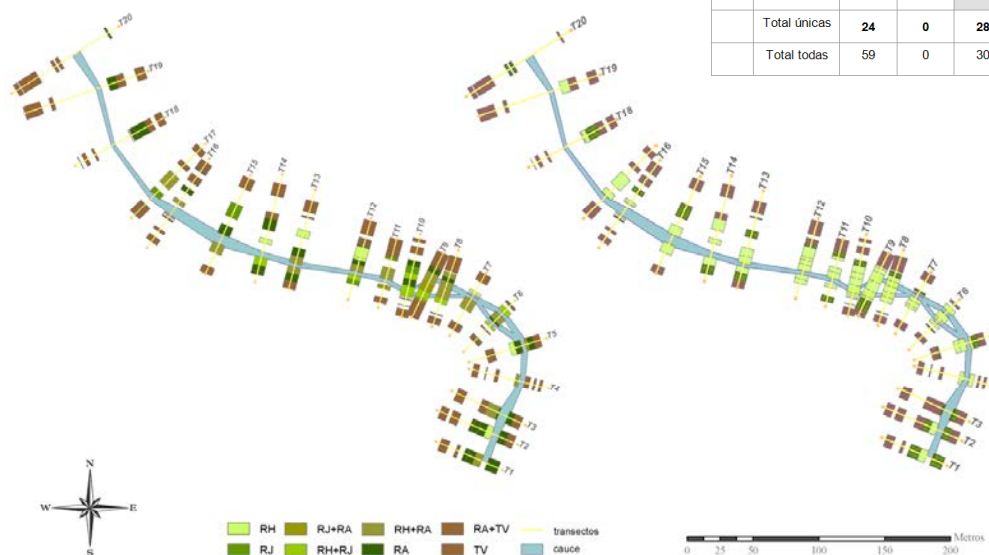 Total únicas 24 0 28
Total todas 59 0 30
T20
T19
T18
T17
T16
T15
T14
T13
T12
T11
T10
T9
T8
T7
T6
T5
T4
T3
T2
T1
T20
T19
T18
T16
T15
T14
T13
T12
T11
T10
T9
T8
T7
T6
T3
T2
T1
N
W E
S
RH RJ+RA RH+RA RA+TV transectos
RJ RH+RJ RA TV cauce
Metros
0 25 50 100 150 200